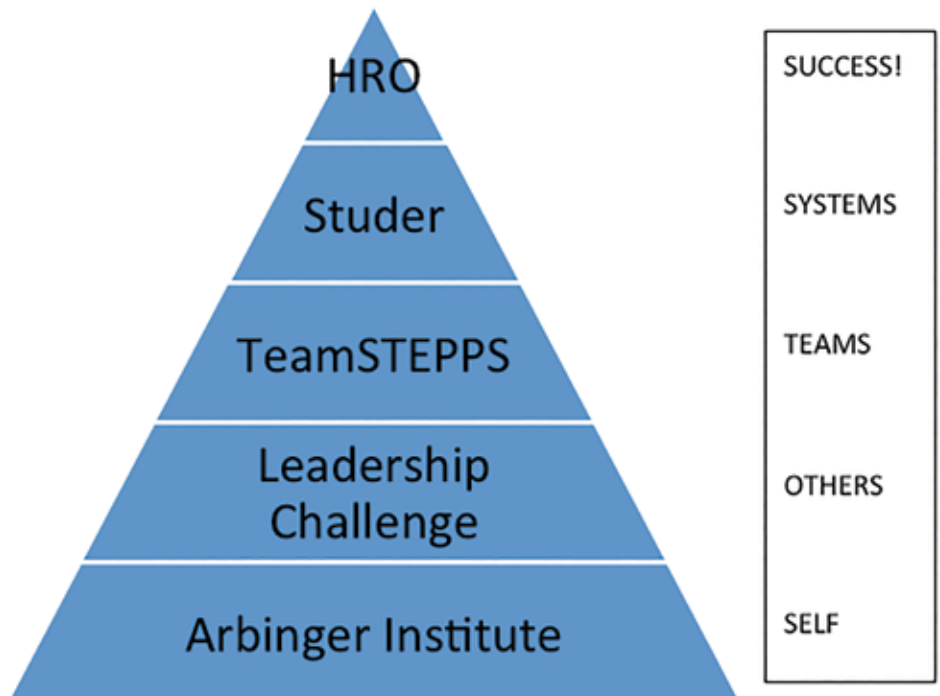 HRO
Studer
TeamSTEPPS
Leadership
Challenge
Arbinger Institute
SUCCESS!
SYSTEMS
TEAMS
OTHERS
SELF